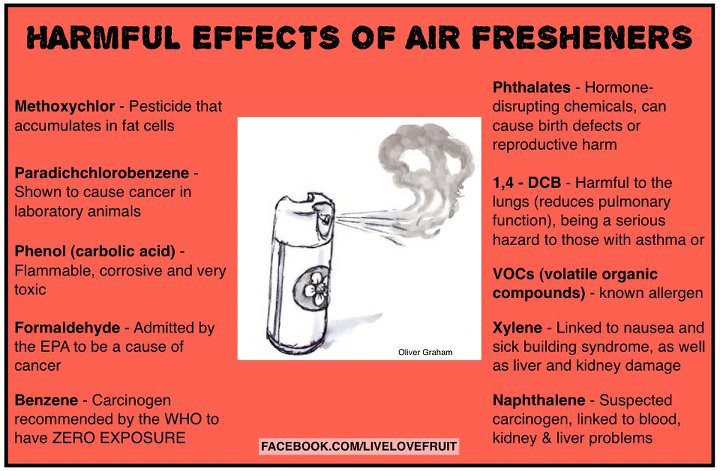 HARMFUL EFFECTS OF AIR FRESHENERS
Methoxychlor - Pesticide that
accumulates in fat cells
Paradichchlorobenzene -
Shown to cause cancer in
laboratory animals
Phenol (carbolic acid) -
Flammable, corrosive and very
toxic
Formaldehyde - Admitted by
the EPA to be a cause of
cancer
Benzene - Carcinogen
recommended by the WHO to
have ZERO EXPOSURE
Oliver Graham
FACEBOOK.COM/LIVELOVEFRUIT
Phthalates - Hormone-
disrupting chemicals, can
cause birth defects or
reproductive harm
1,4 - DCB - Harmful to the
lungs (reduces pulmonary
function), being a serious
hazard to those with asthma or
VOCs (volatile organic
compounds) - known allergen
Xylene - Linked to nausea and
sick building syndrome, as well
as liver and kidney damage
Naphthalene - Suspected
carcinogen, linked to blood,
kidney & liver problems